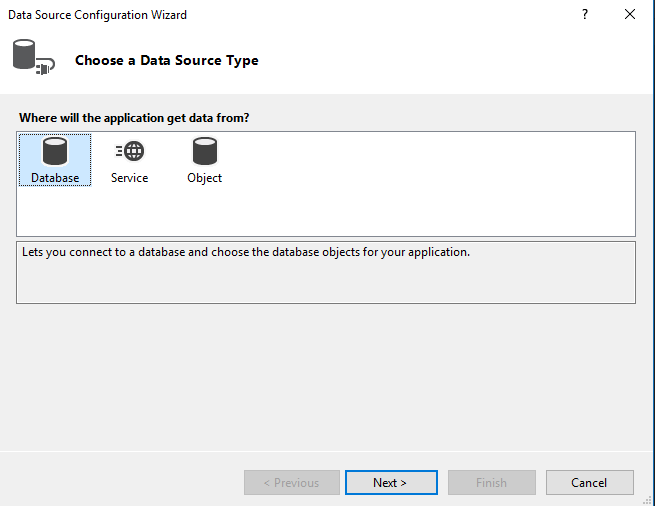 Data Source Configuration Wizard
?
Choose a Data Source Type
Where will the application get data from?
Database
Service
Object
Lets you connect to a database and choose the database objects for your application.
< Previous
Next >
Finish
Cancel